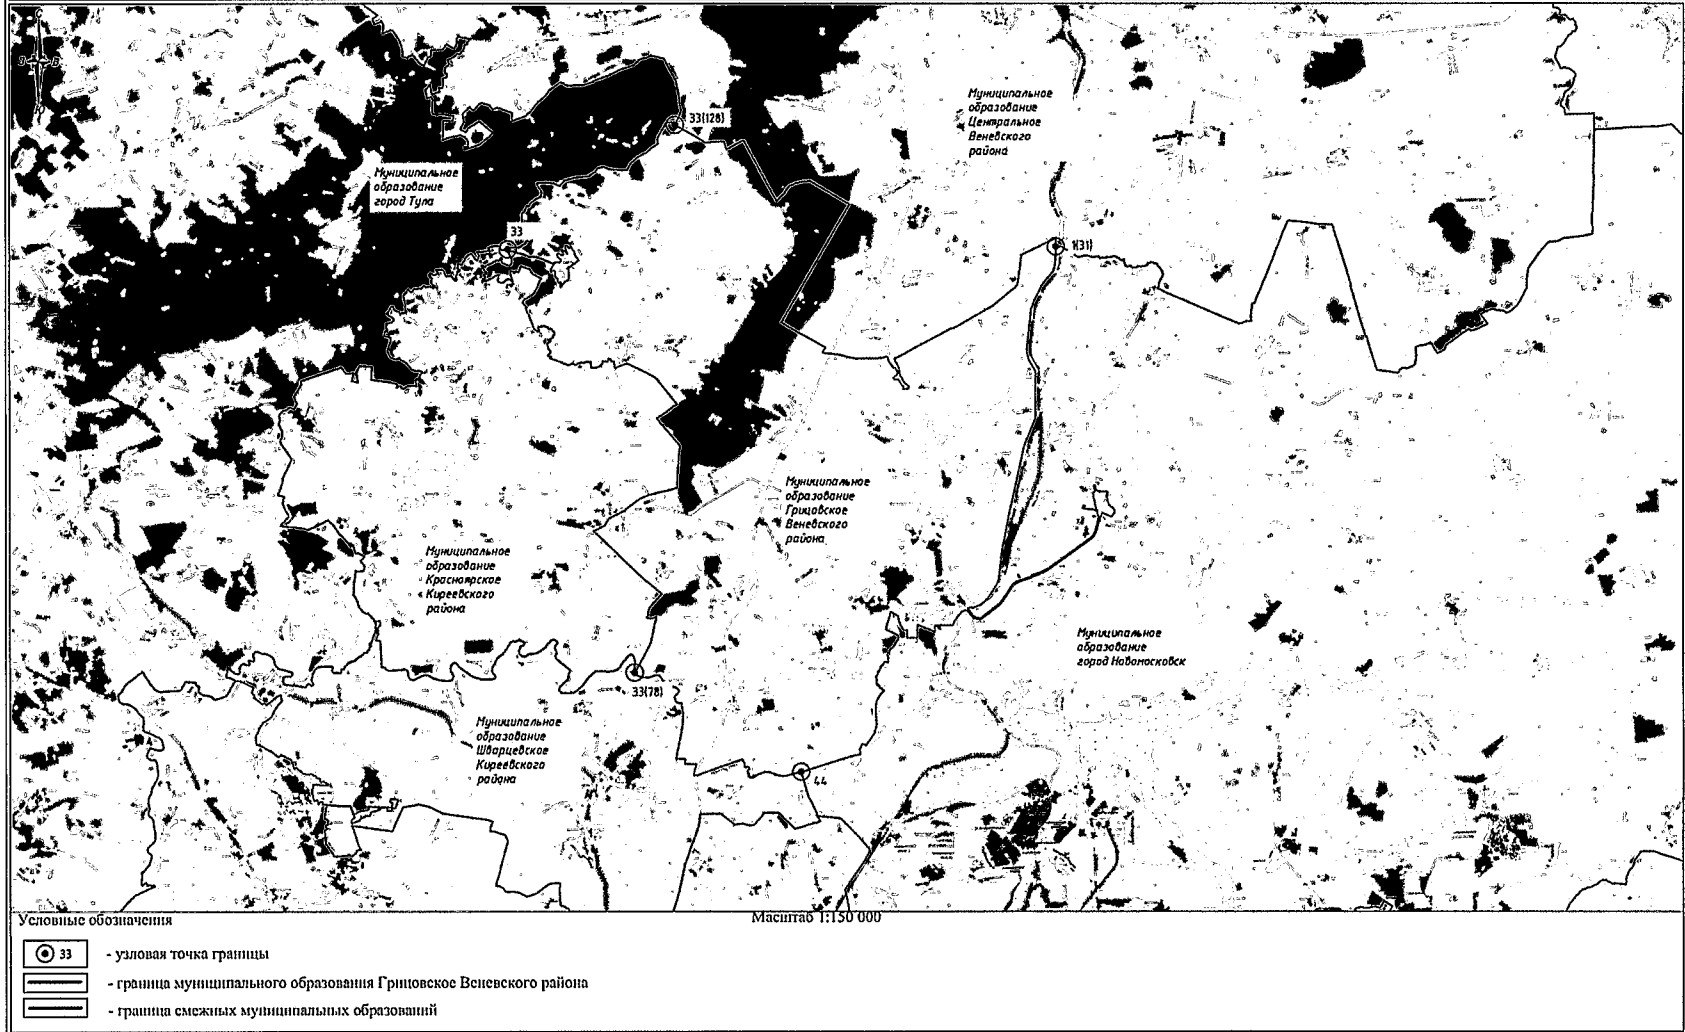 33(128)
Муниципальное
образование
Центральное
Веневского
района
Муниципальное
образование
город Тула
33
1(31)
Муниципальное
образование
Грицовское
Веневского
района
Муниципальное
образование
Красноярское
Киреевского
района
Муниципальное
образование
город Новомосковск
33(78)
Муниципальное
образование
Шварцевское
Киреевского
района
44
Условные обозначения
Масштаб 1:150 000
33 - узловая точка границы
- граница муниципального образования Грицовское Веневского района
- граница смежных муниципальных образований